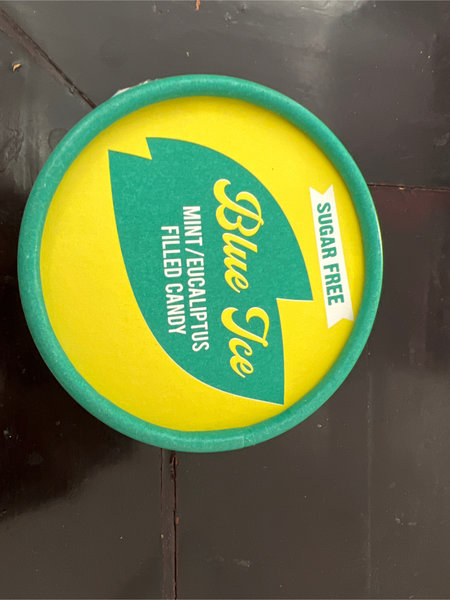 SUGAR FREE
Blue Ice
MINT/EUCALIPTUS
FILLED CANDY